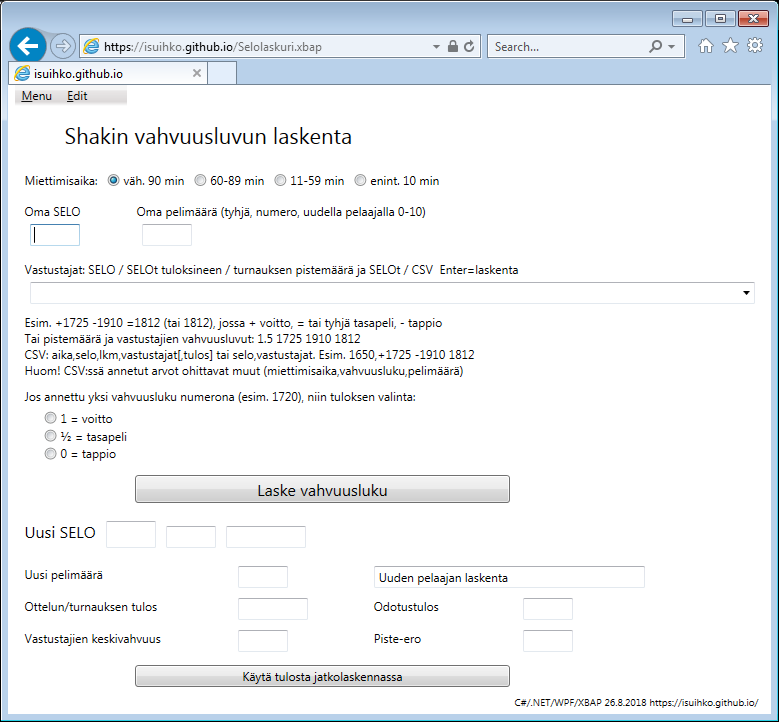 https://isuihko.github.io/Selolaskuri.xbap
Search...
isuihko.github.io
Menu Edit
Shakin vahvuusluvun laskenta
Miettimisaika: väh. 90 min 60-89 min 11-59 min enint. 10 min
Oma SELO Oma pelimäärä (tyhjä, numero, uudella pelaajalla 0-10)
Vastustajat: SELO / SELOt tuloksineen / turnauksen pistemäärä ja SELOt / CSV Enter=laskenta
Esim. +1725 -1910 =1812 (tai 1812), jossa + voitto, = tai tyhjä tasapeli, - tappio
Tai pistemäärä ja vastustajien vahvuusluvut: 1.5 1725 1910 1812
CSV: aika,selo,lkm,vastustajat[,tulos] tai selo,vastustajat. Esim. 1650,+1725 -1910 1812
Huom! CSV:ssä annetut arvot ohittavat muut (miettimisaika,vahvuusluku,pelimäärä)
Jos annettu yksi vahvuusluku numerona (esim. 1720), niin tuloksen valinta:
1 = voitto
½ = tasapeli
0 = tappio
Laske vahvuusluku
Uusi SELO
Uusi pelimäärä Uuden pelaajan laskenta
Ottelun/turnauksen tulos Odotustulos
Vastustajien keskivahvuus Piste-ero
Käytä tulosta jatkolaskennassa
C#/.NET/WPF/XBAP 26.8.2018 https://isuihko.github.io/